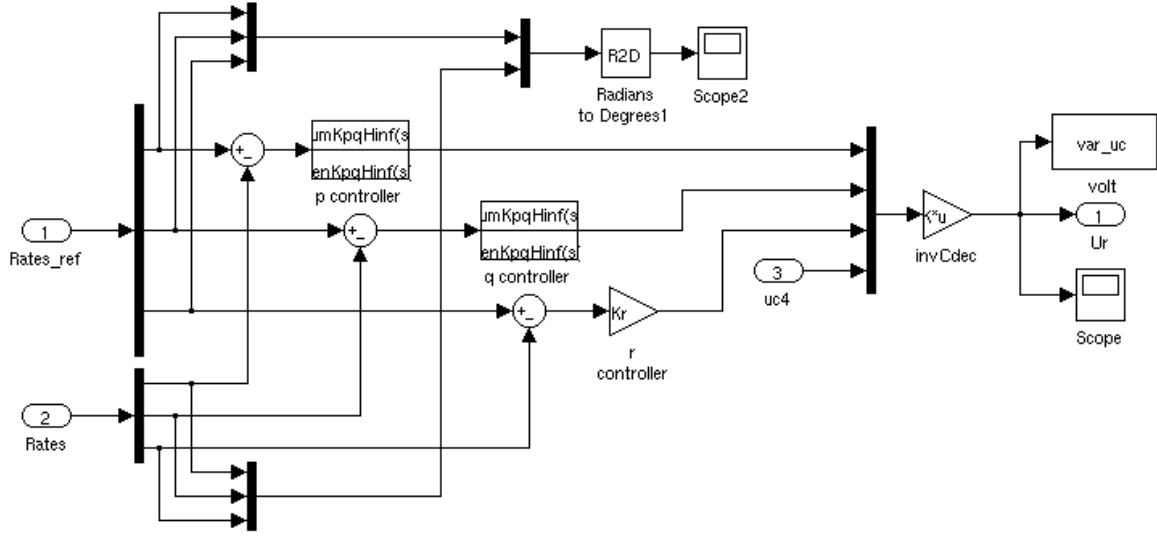 R2D
Radians
to Degrees1
Scope2
umKpqHinf(s
enKpqHinf(s
p controller
+
-
umKpqHinf(s
enKpqHinf(s
q controller
+
-
1
Rates_ref
var_uc
volt
K*u
invCdec
1
Ur
3
uc4
+
-
Kr
r
controller
Scope
2
Rates